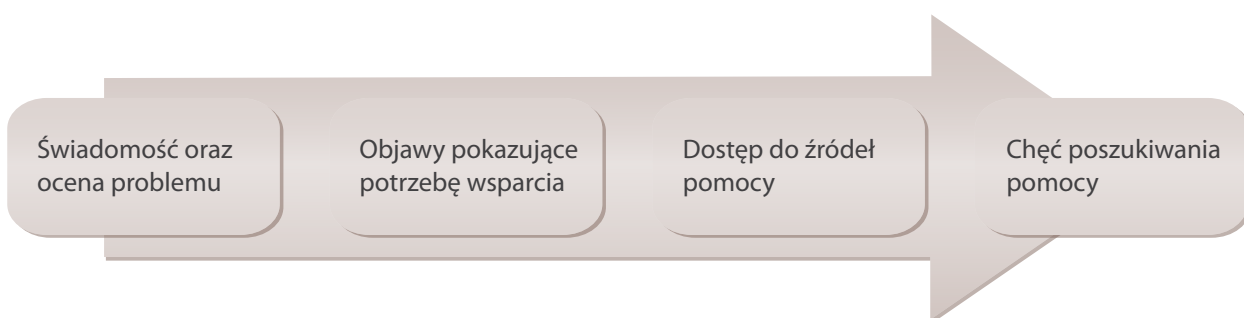 Świadomość oraz
ocena problemu
Objawy pokazujące
potrzebę wsparcia
Dostęp do źródeł
pomocy
Chęć poszukiwania
pomocy